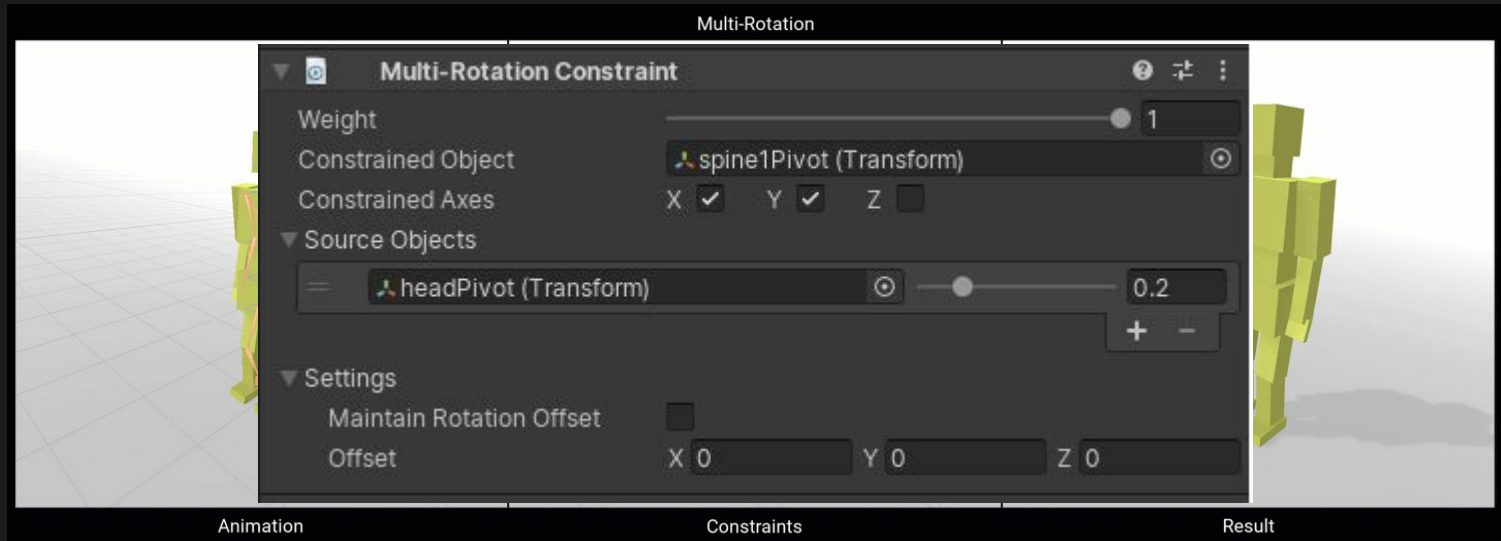 Multi-Rotation
Multi-Rotation Constraint
Weight 1
Constrained Object spine1Pivot (Transform)
Constrained Axes X Y Z
Source Objects
headPivot (Transform) 0.2
+ −
Settings
Maintain Rotation Offset
Offset X 0 Y 0 Z 0
Animation Constraints Result